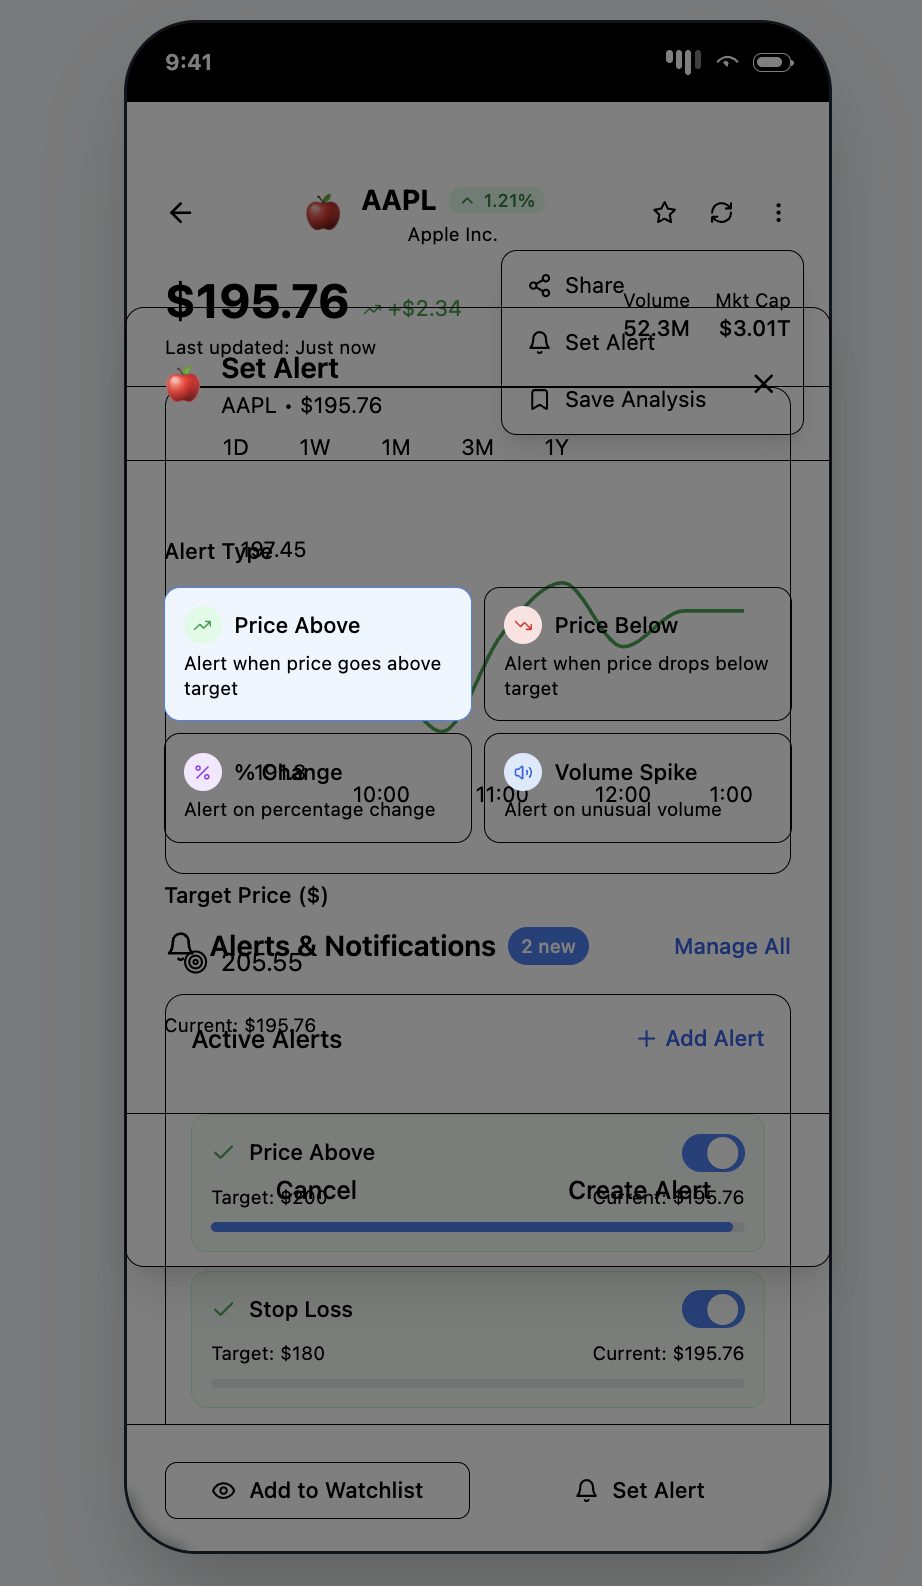 9:41
AAPL 1.21%
Apple Inc.
$195.76 +$2.34
Last updated: Just now
Volume Mkt Cap
52.3M $3.01T
Share
Set Alert
Save Analysis
Set Alert
AAPL • $195.76
1D 1W 1M 3M 1Y
Alert Type
197.45
Price Above
Alert when price goes above
target
Price Below
Alert when price drops below
target
% Change
Alert on percentage change
Volume Spike
Alert on unusual volume
10:00 11:00 12:00 1:00
Target Price ($)
Alerts & Notifications 2 new Manage All
205.55
Current: $195.76
Active Alerts + Add Alert
Price Above
Target: $200 Current: $195.76
Cancel Create Alert
Stop Loss
Target: $180 Current: $195.76
Add to Watchlist Set Alert